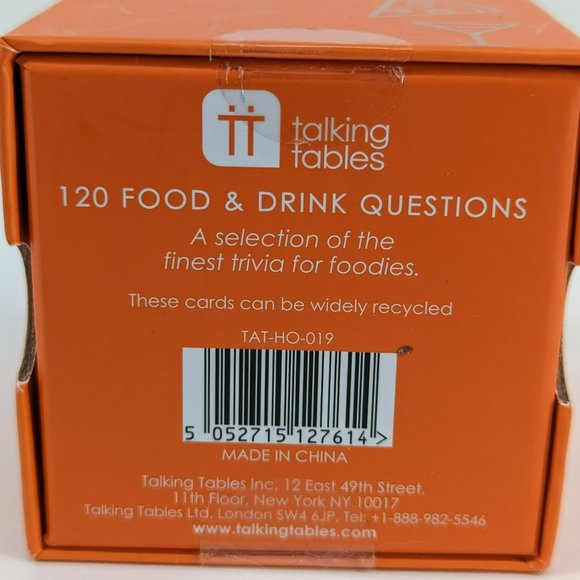 talking
tables
120 FOOD & DRINK QUESTIONS
A selection of the
finest trivia for foodies.
These cards can be widely recycled
TAT-HO-019
5 052715 127614 >
MADE IN CHINA
Talking Tables Inc. 12 East 49th Street,
11th Floor, New York NY 10017
Talking Tables Ltd. London SW4 6JP, Tel: +1-888-982-5546
www.talkingtables.com